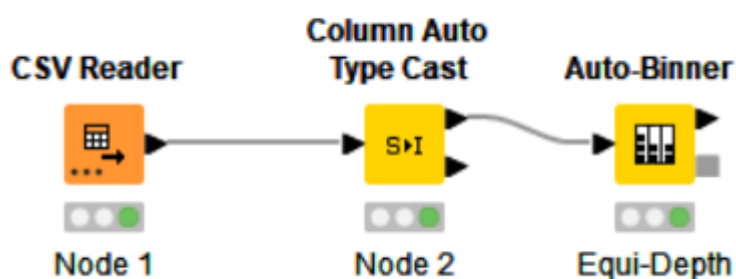 CSV Reader
Column Auto
Type Cast
Auto-Binner
S▸I
Node 1
Node 2
Equi-Depth